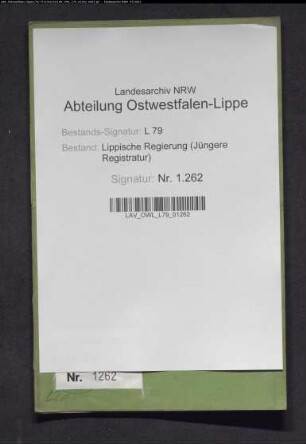 Landesarchiv NRW
Abteilung Ostwestfalen-Lippe
Bestands-Signatur: L 79
Bestand: Lippische Regierung (Jüngere
Registratur)
Signatur: Nr. 1.262
LAV_OWL_L79_01262
Nr. 1262